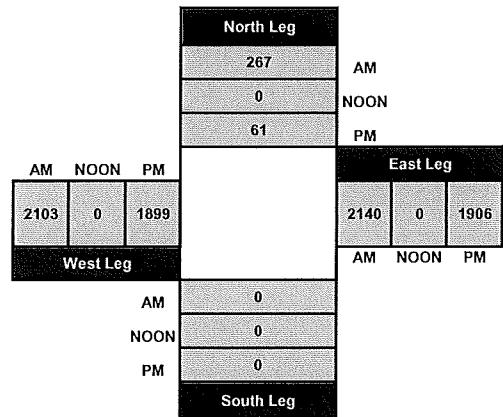 North Leg
267 AM
0 NOON
61 PM
AM NOON PM
East Leg
2103 0 1899
2140 0 1906
West Leg
AM NOON PM
AM 0
NOON 0
PM 0
South Leg